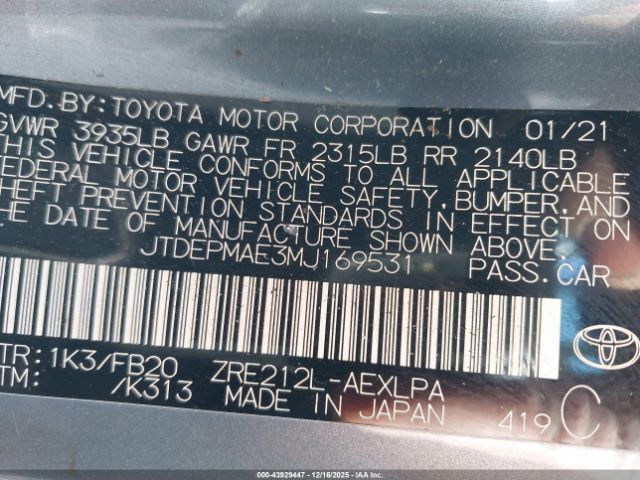 MFD. BY: TOYOTA MOTOR CORPORATION 01/21
GVWR 3935LB GAWR FR 2315LB RR 2140LB
THIS VEHICLE CONFORMS TO ALL APPLICABLE
FEDERAL MOTOR VEHICLE SAFETY, BUMPER, AND
THEFT PREVENTION STANDARDS IN EFFECT ON
THE DATE OF MANUFACTURE SHOWN ABOVE.
JTDEPMAE3MJ169531 PASS. CAR
TR: 1K3/FB20 ZRE212L-AEXLPA
TM: /K313 MADE IN JAPAN 419 C
000-43929447 | 12/16/2025 | IAAI.CA